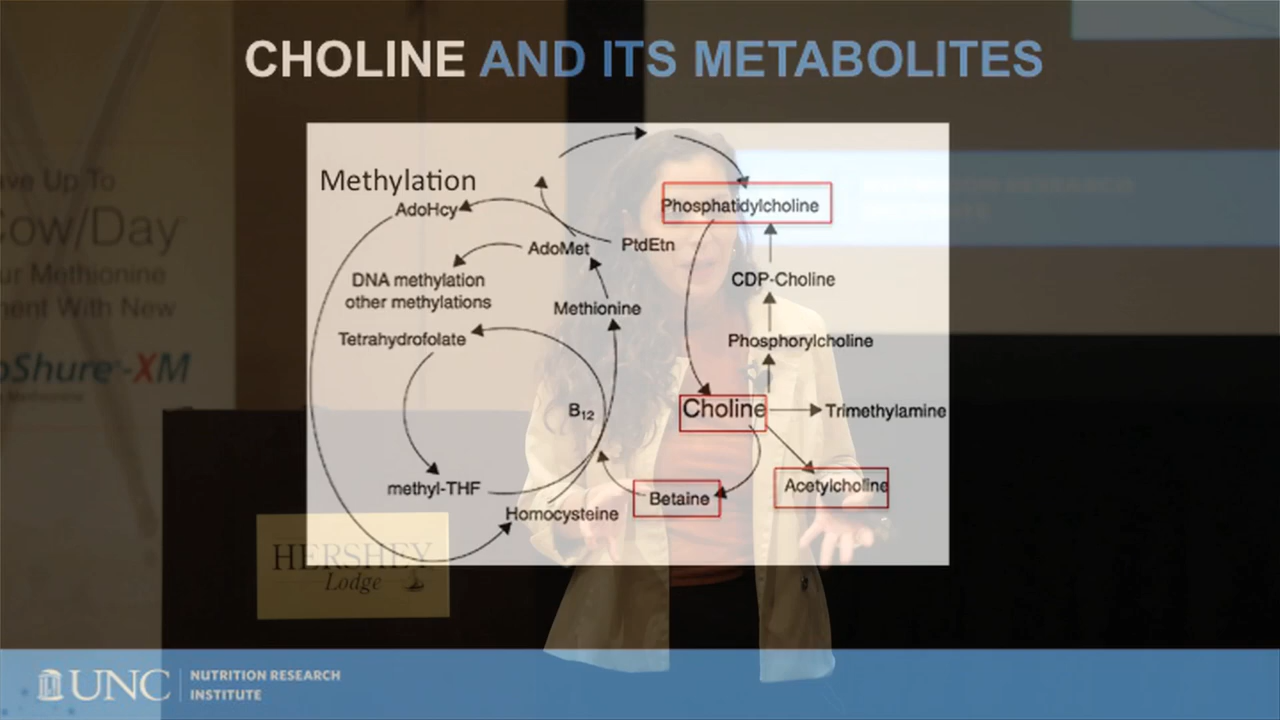 CHOLINE AND ITS METABOLITES
ave Up To
Cow/Day
ur Methionine
ment With New
oShure-XM
Methylation
AdoHcy
AdoMet
PtdEtn
Phosphatidylcholine
DNA methylation
other methylations
Methionine
CDP-Choline
Tetrahydrofolate
Phosphorylcholine
B12
Choline
Trimethylamine
methyl-THF
Homocysteine
Betaine
Acetylcholine
HERSHEY
Lodge
UNC
NUTRITION RESEARCH
INSTITUTE